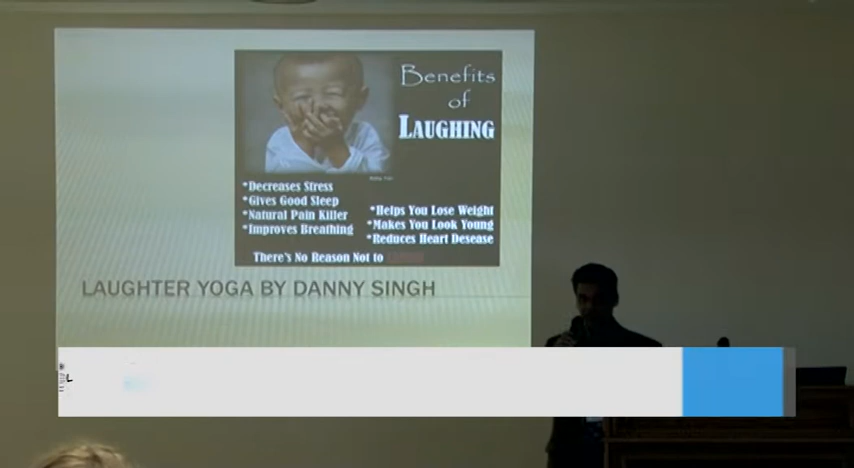 Benefits
of
LAUGHING
*Decreases Stress
*Gives Good Sleep
*Natural Pain Killer
*Improves Breathing
*Helps You Lose Weight
*Makes You Look Young
*Reduces Heart Desease
There's No Reason Not to
LAUGHTER YOGA BY DANNY SINGH